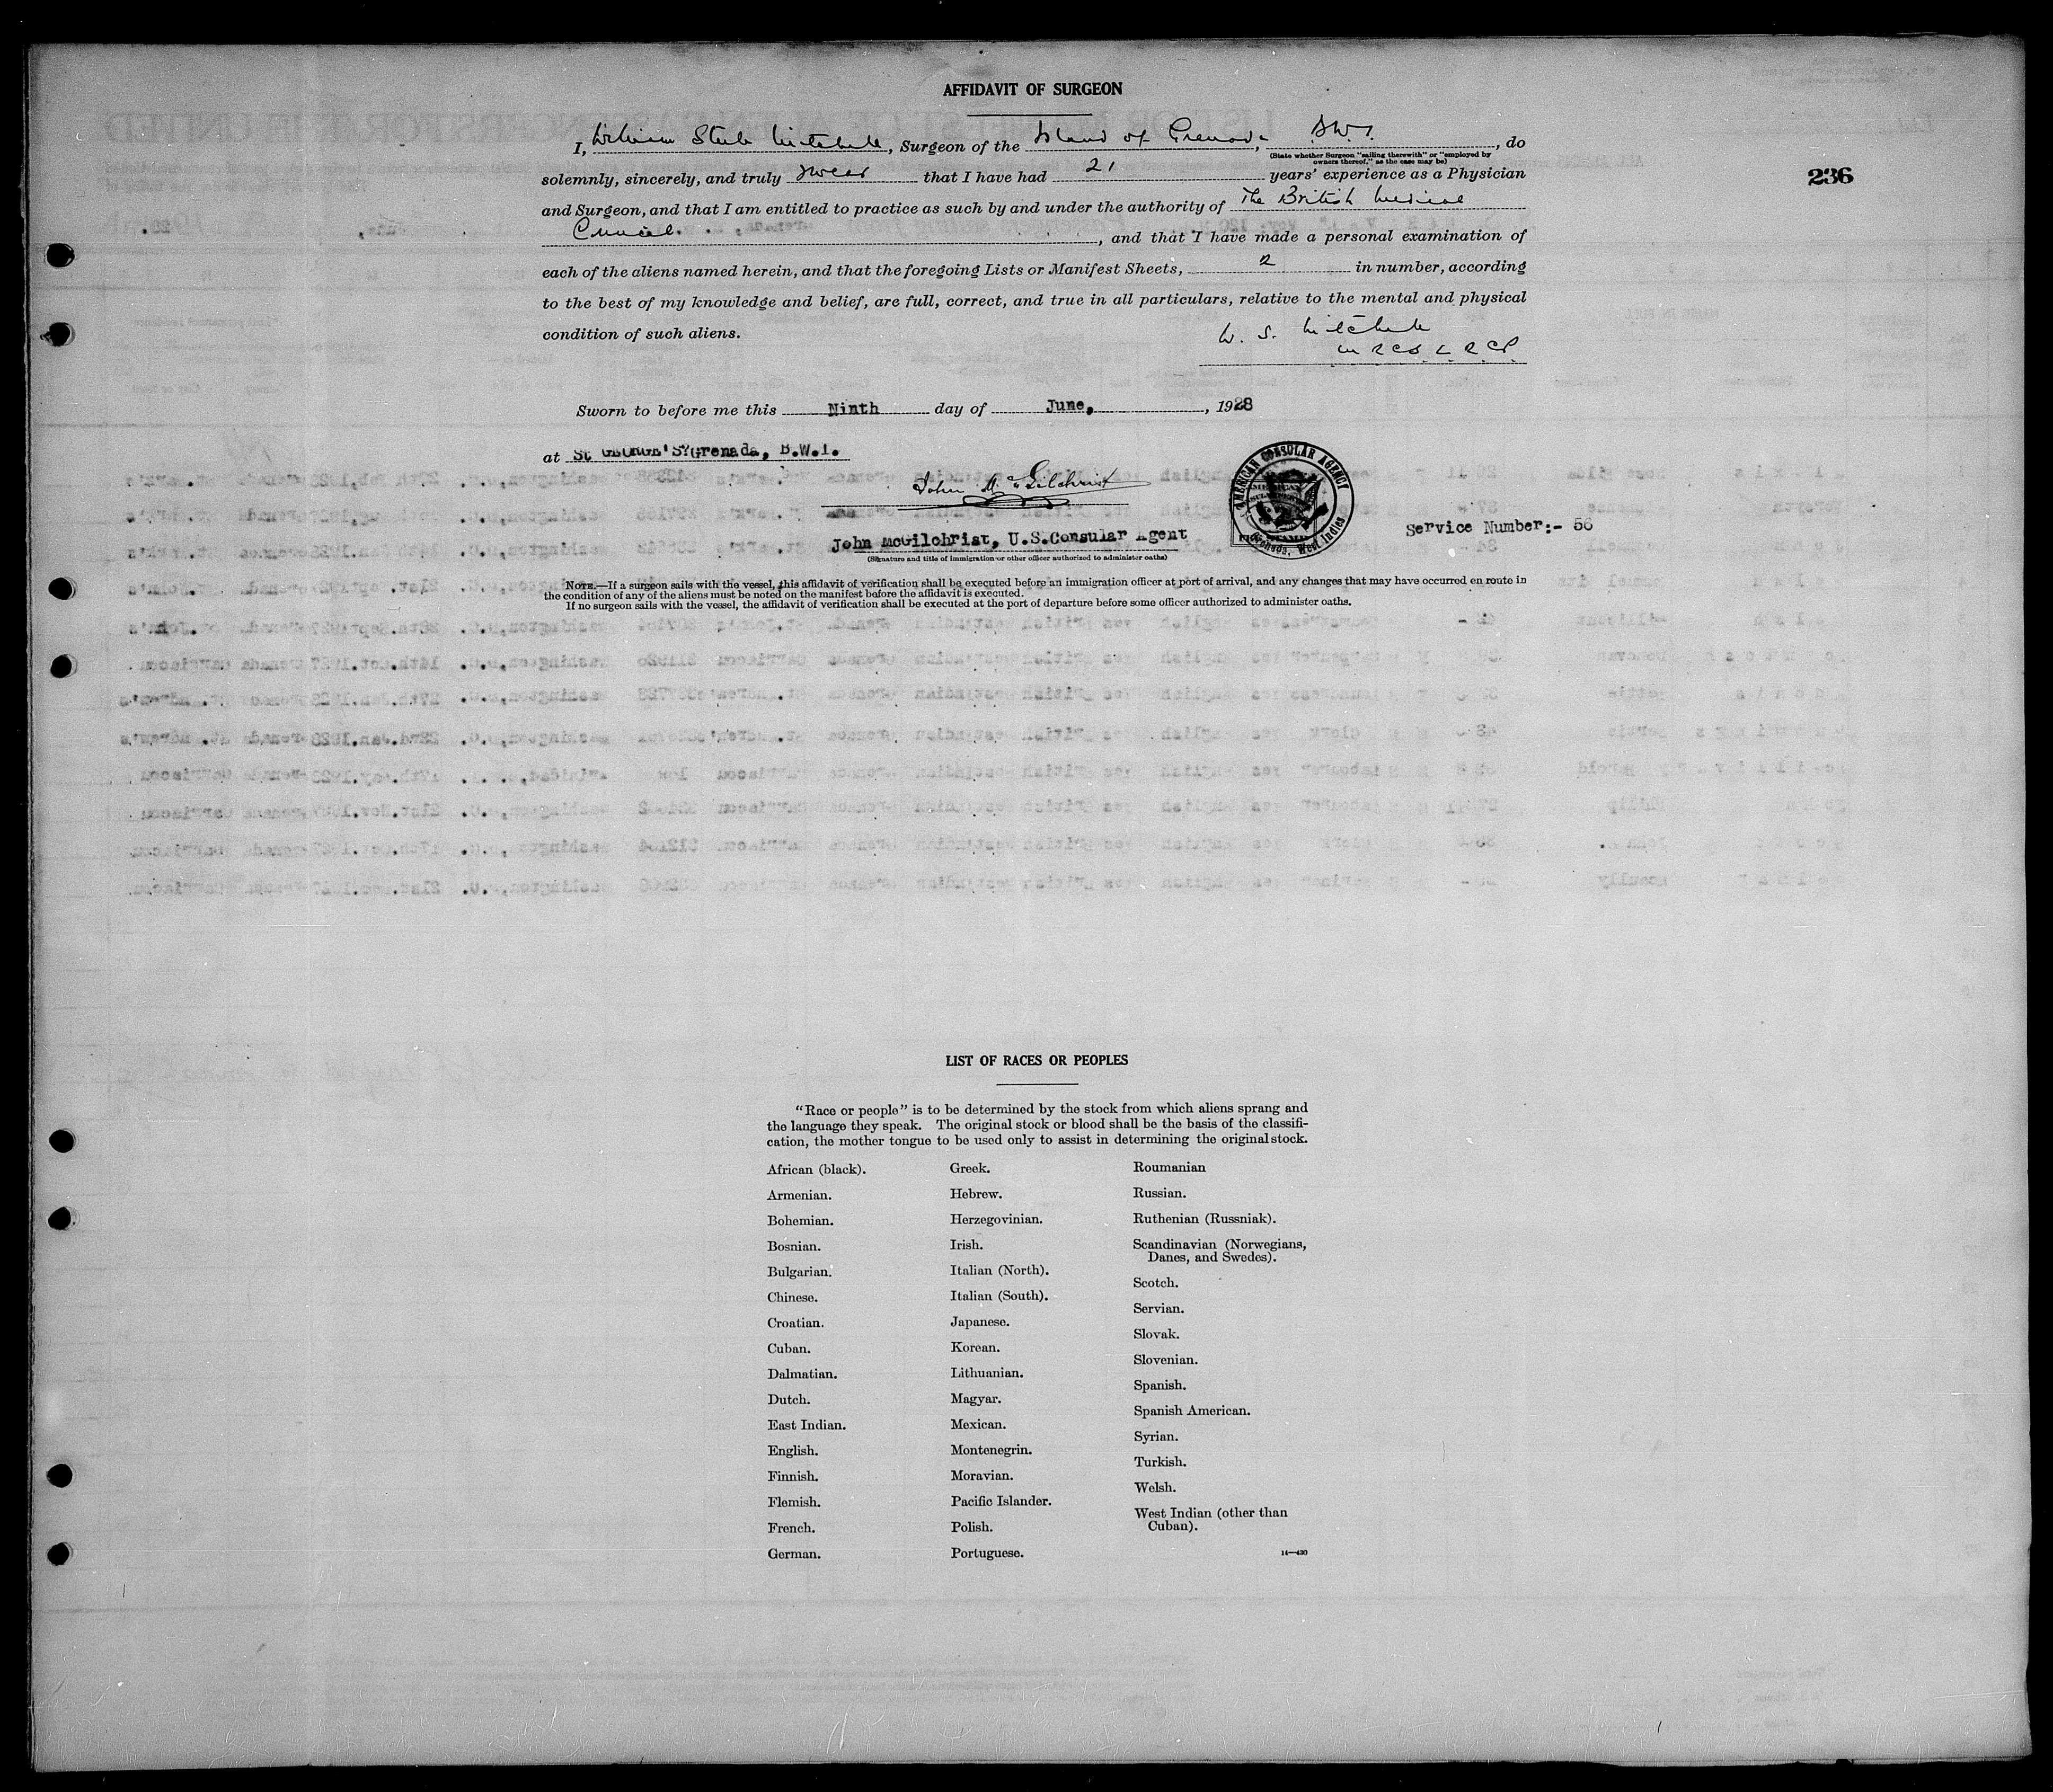 AFFIDAVIT OF SURGEON
I, William Steele Mitchell, Surgeon of the Island of Grenada, BWI., do
(State whether Surgeon "sailing therewith" or "employed by
owners thereof," as the case may be)
solemnly, sincerely, and truly swear that I have had 21 years' experience as a Physician
236
and Surgeon, and that I am entitled to practice as such by and under the authority of The British Medical
Council., and that I have made a personal examination of
each of the aliens named herein, and that the foregoing Lists or Manifest Sheets, 2 in number, according
to the best of my knowledge and belief, are full, correct, and true in all particulars, relative to the mental and physical
condition of such aliens.
W. S. Mitchell
M R C S. L. R. C P.
Sworn to before me this Ninth day of June, , 1928
at St GEORGE'S, Grenada, B.W.I.
John McGilchrist
AMERICAN CONSULAR AGENCY
Grenada, West Indies
Service Number:- 56
John McGilchrist, U.S.Consular Agent
(Signature and title of immigration or other officer authorized to administer oaths)
NOTE.—If a surgeon sails with the vessel, this affidavit of verification shall be executed before an immigration officer at port of arrival, and any changes that may have occurred en route in
the condition of any of the aliens must be noted on the manifest before the affidavit is executed.
If no surgeon sails with the vessel, the affidavit of verification shall be executed at the port of departure before some officer authorized to administer oaths.
LIST OF RACES OR PEOPLES
"Race or people" is to be determined by the stock from which aliens sprang and
the language they speak. The original stock or blood shall be the basis of the classifi-
cation, the mother tongue to be used only to assist in determining the original stock.
African (black).
Armenian.
Bohemian.
Bosnian.
Bulgarian.
Chinese.
Croatian.
Cuban.
Dalmatian.
Dutch.
East Indian.
English.
Finnish.
Flemish.
French.
German.
Greek.
Hebrew.
Herzegovinian.
Irish.
Italian (North).
Italian (South).
Japanese.
Korean.
Lithuanian.
Magyar.
Mexican.
Montenegrin.
Moravian.
Pacific Islander.
Polish.
Portuguese.
Roumanian
Russian.
Ruthenian (Russniak).
Scandinavian (Norwegians,
Danes, and Swedes).
Scotch.
Servian.
Slovak.
Slovenian.
Spanish.
Spanish American.
Syrian.
Turkish.
Welsh.
West Indian (other than
Cuban).
14—430